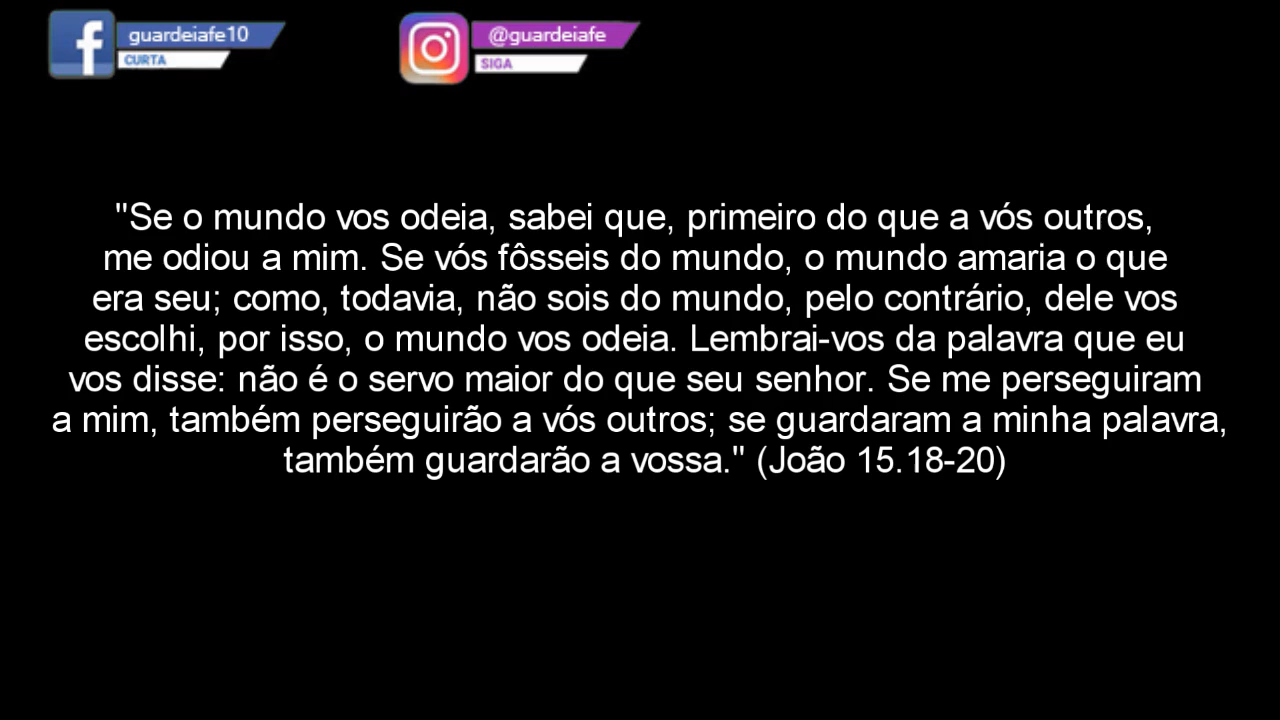 guardeiafe10
CURTA
@guardeiafe
SIGA
"Se o mundo vos odeia, sabei que, primeiro do que a vós outros,
me odiou a mim. Se vós fôsseis do mundo, o mundo amaria o que
era seu; como, todavia, não sois do mundo, pelo contrário, dele vos
escolhi, por isso, o mundo vos odeia. Lembrai-vos da palavra que eu
vos disse: não é o servo maior do que seu senhor. Se me perseguiram
a mim, também perseguirão a vós outros; se guardaram a minha palavra,
também guardarão a vossa." (João 15.18-20)